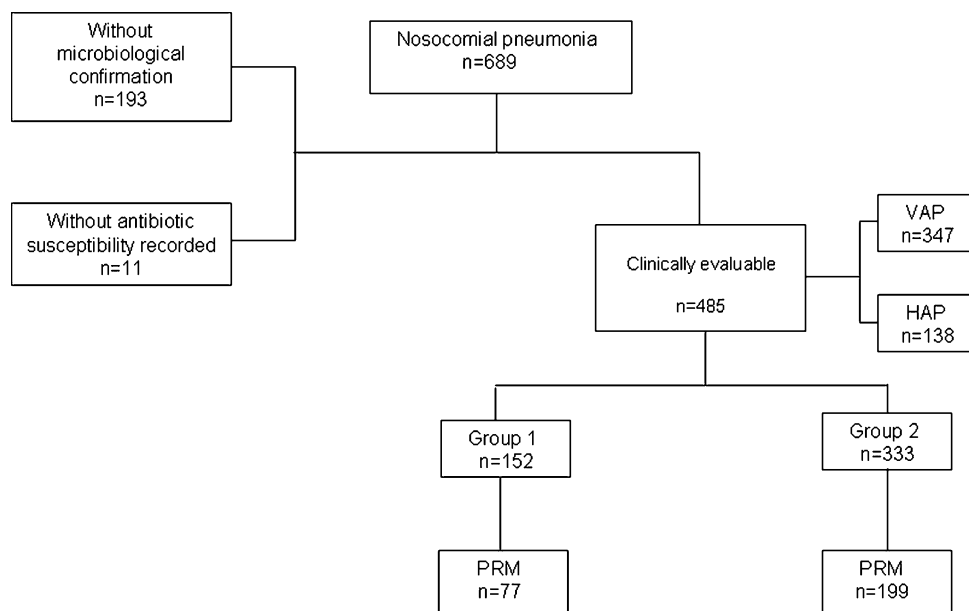 Without
microbiological
confirmation
n=193
Nosocomial pneumonia
n=689
Without antibiotic
susceptibility recorded
n=11
Clinically evaluable
n=485
VAP
n=347
HAP
n=138
Group 1
n=152
Group 2
n=333
PRM
n=77
PRM
n=199